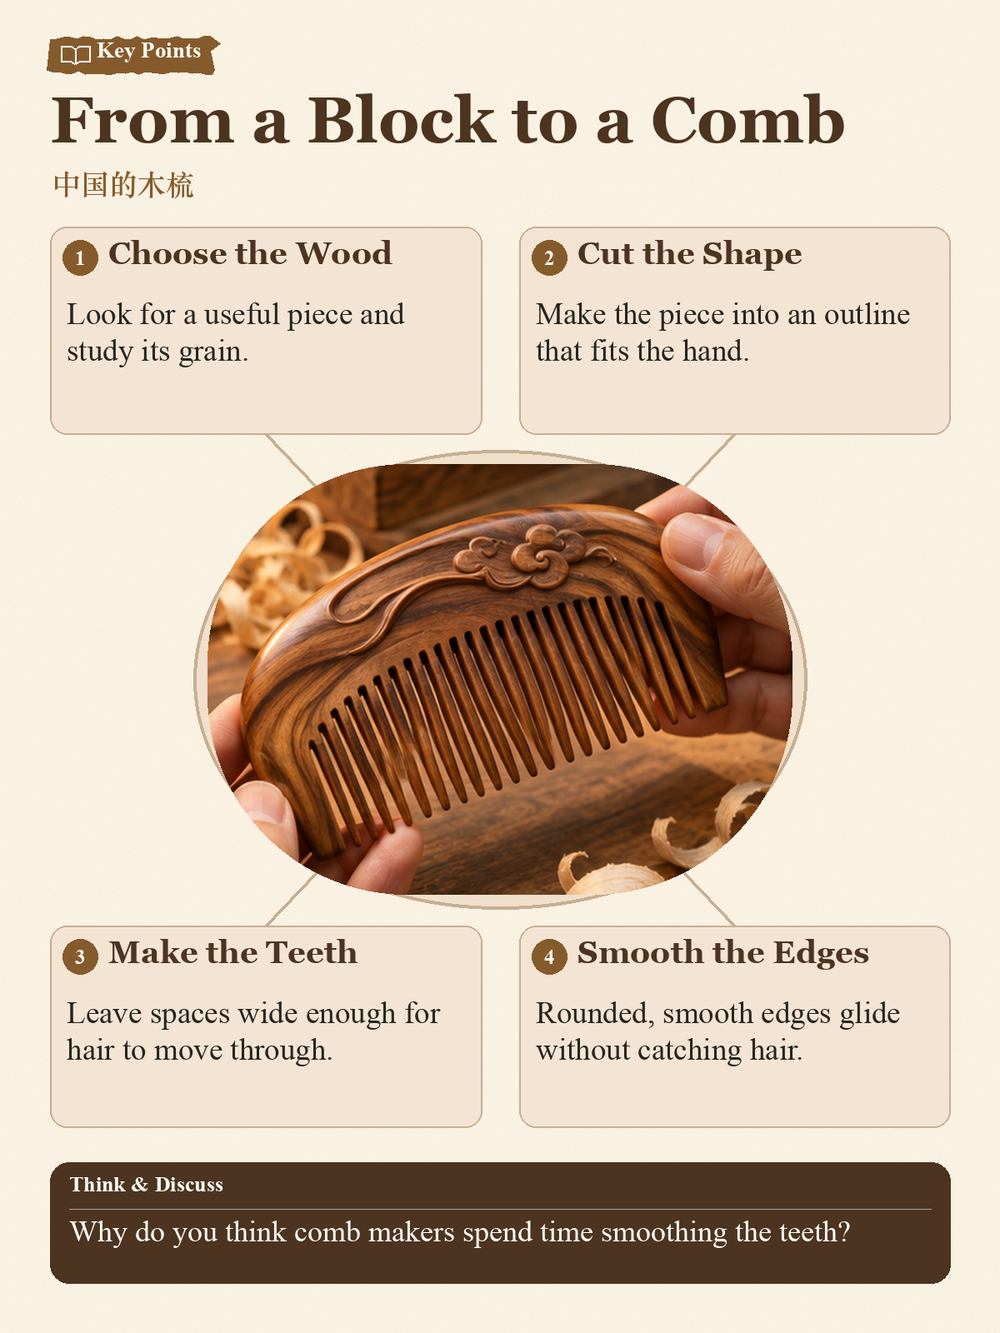 Key Points
From a Block to a Comb
中国的木梳
1 Choose the Wood
Look for a useful piece and
study its grain.
2 Cut the Shape
Make the piece into an outline
that fits the hand.
3 Make the Teeth
Leave spaces wide enough for
hair to move through.
4 Smooth the Edges
Rounded, smooth edges glide
without catching hair.
Think & Discuss
Why do you think comb makers spend time smoothing the teeth?